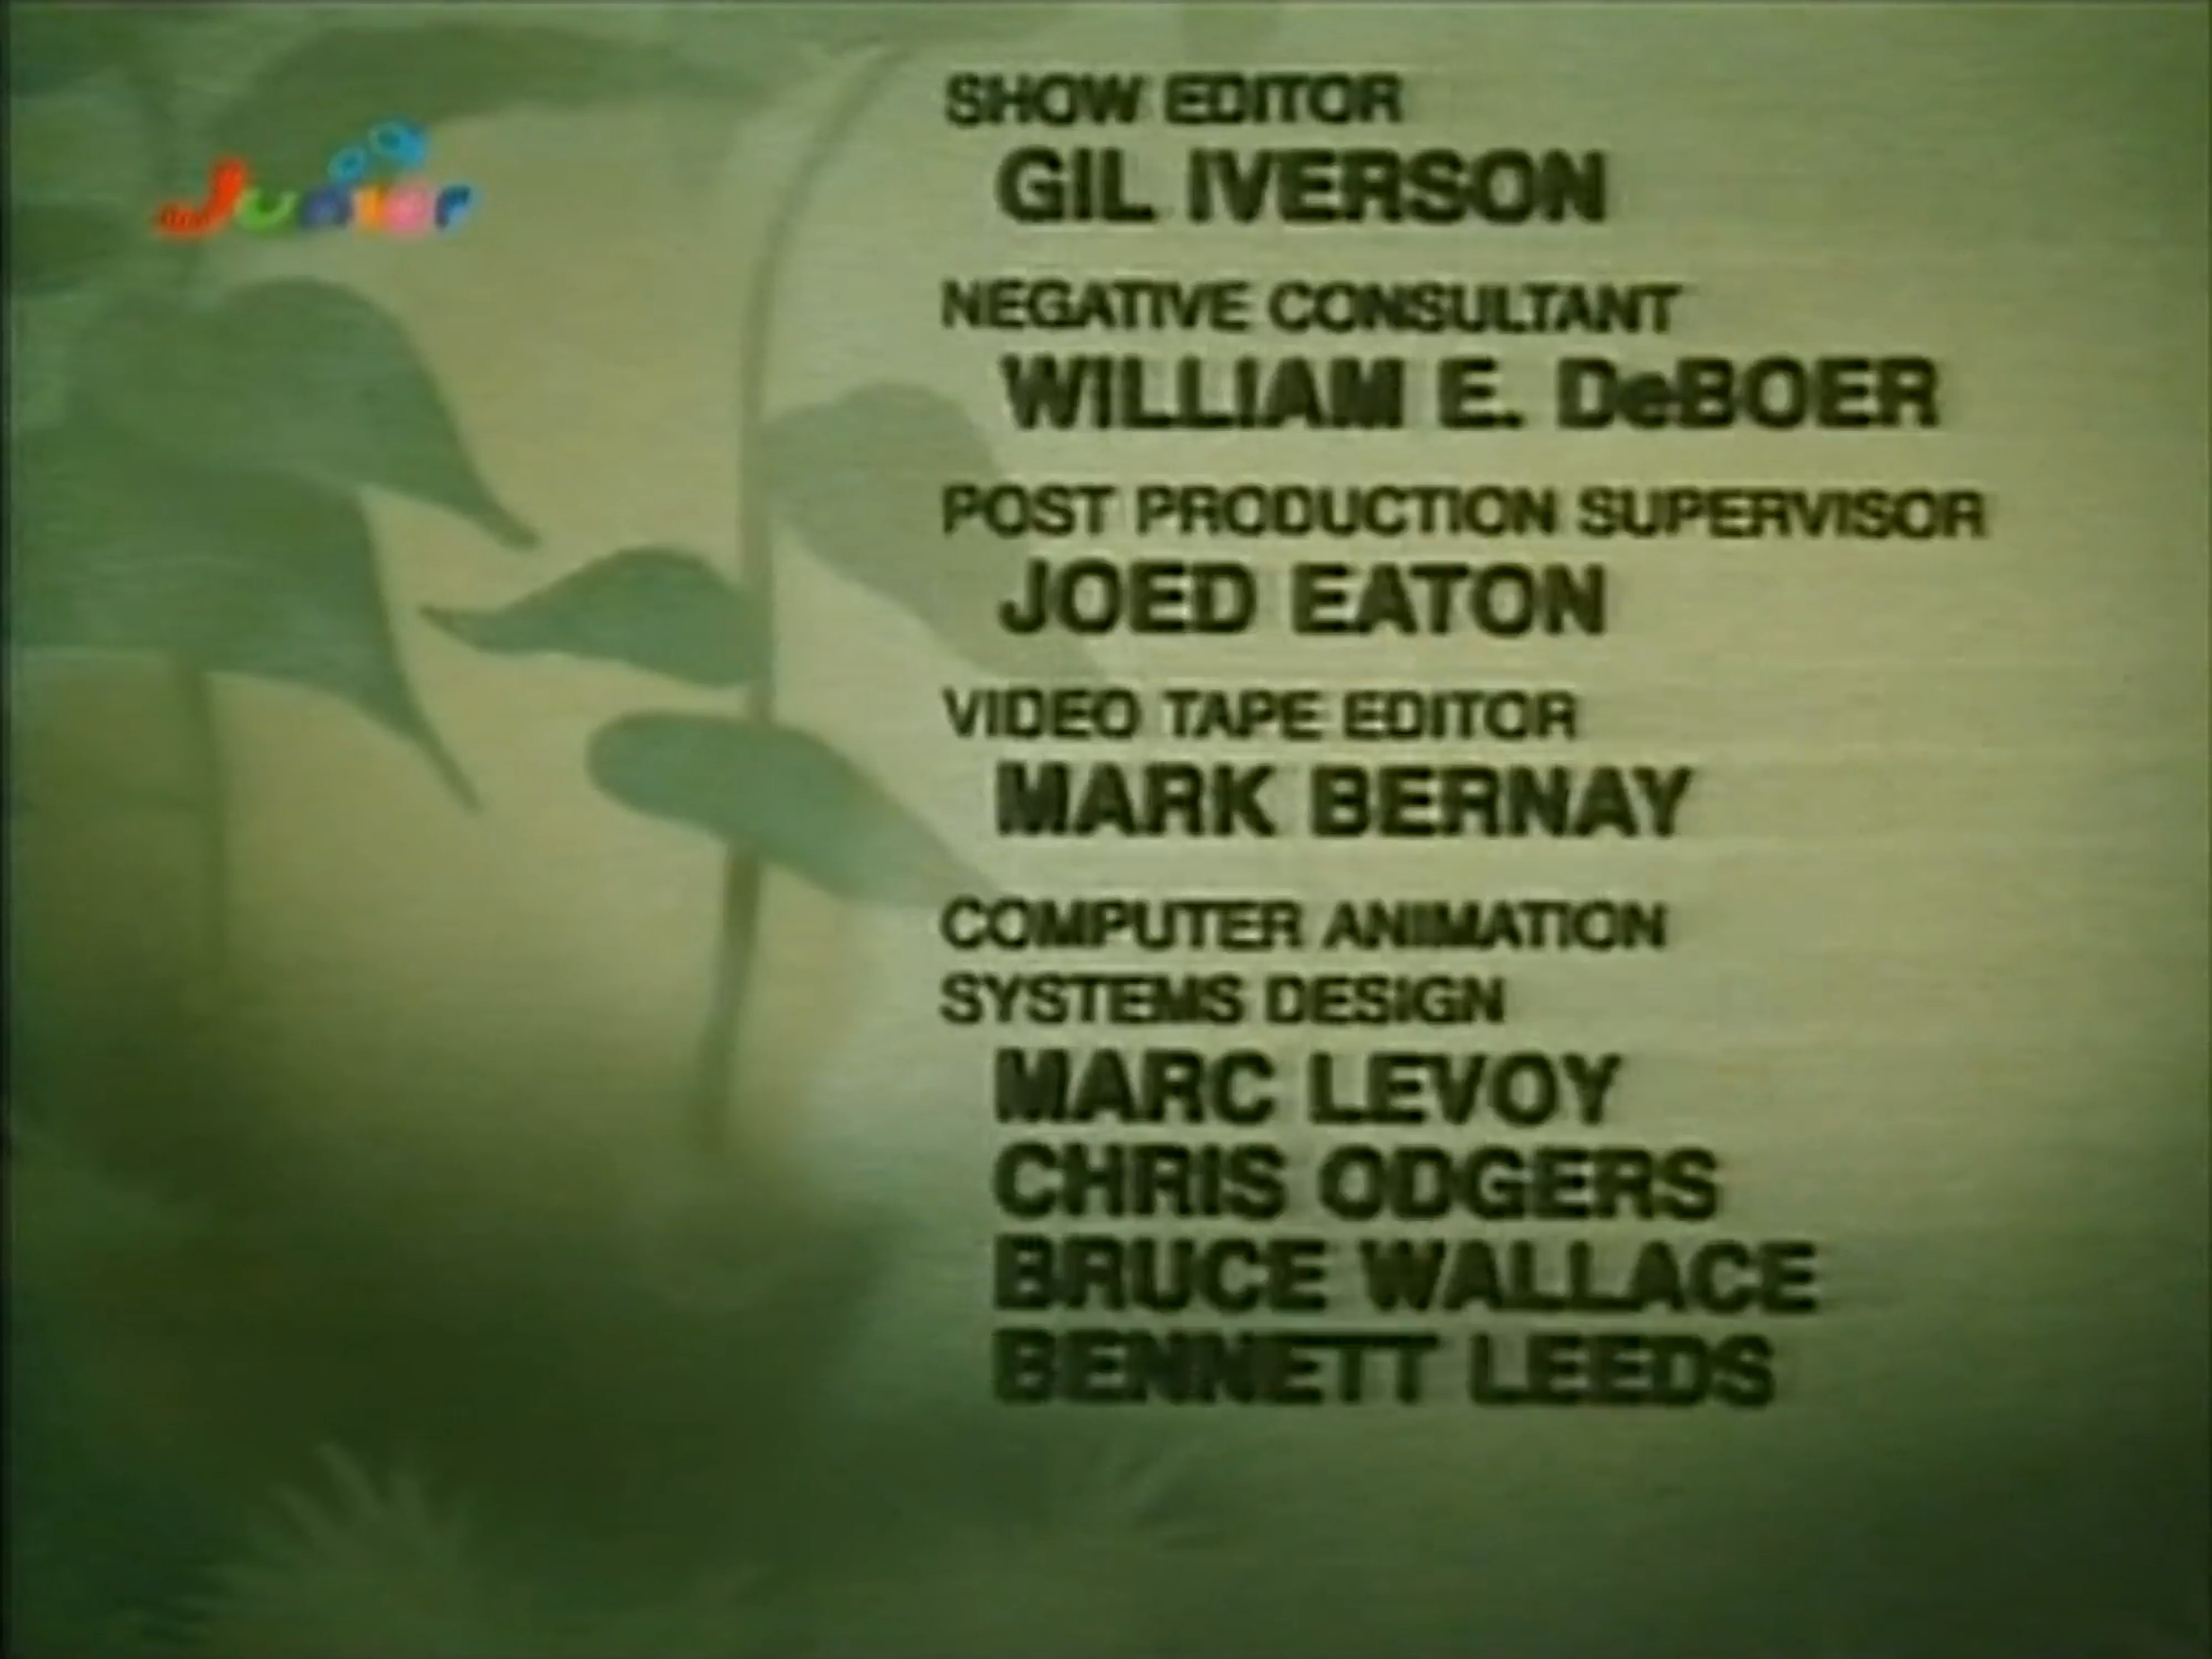 Junior
SHOW EDITOR
GIL IVERSON
NEGATIVE CONSULTANT
WILLIAM E. DeBOER
POST PRODUCTION SUPERVISOR
JOED EATON
VIDEO TAPE EDITOR
MARK BERNAY
COMPUTER ANIMATION
SYSTEMS DESIGN
MARC LEVOY
CHRIS ODGERS
BRUCE WALLACE
BENNETT LEEDS